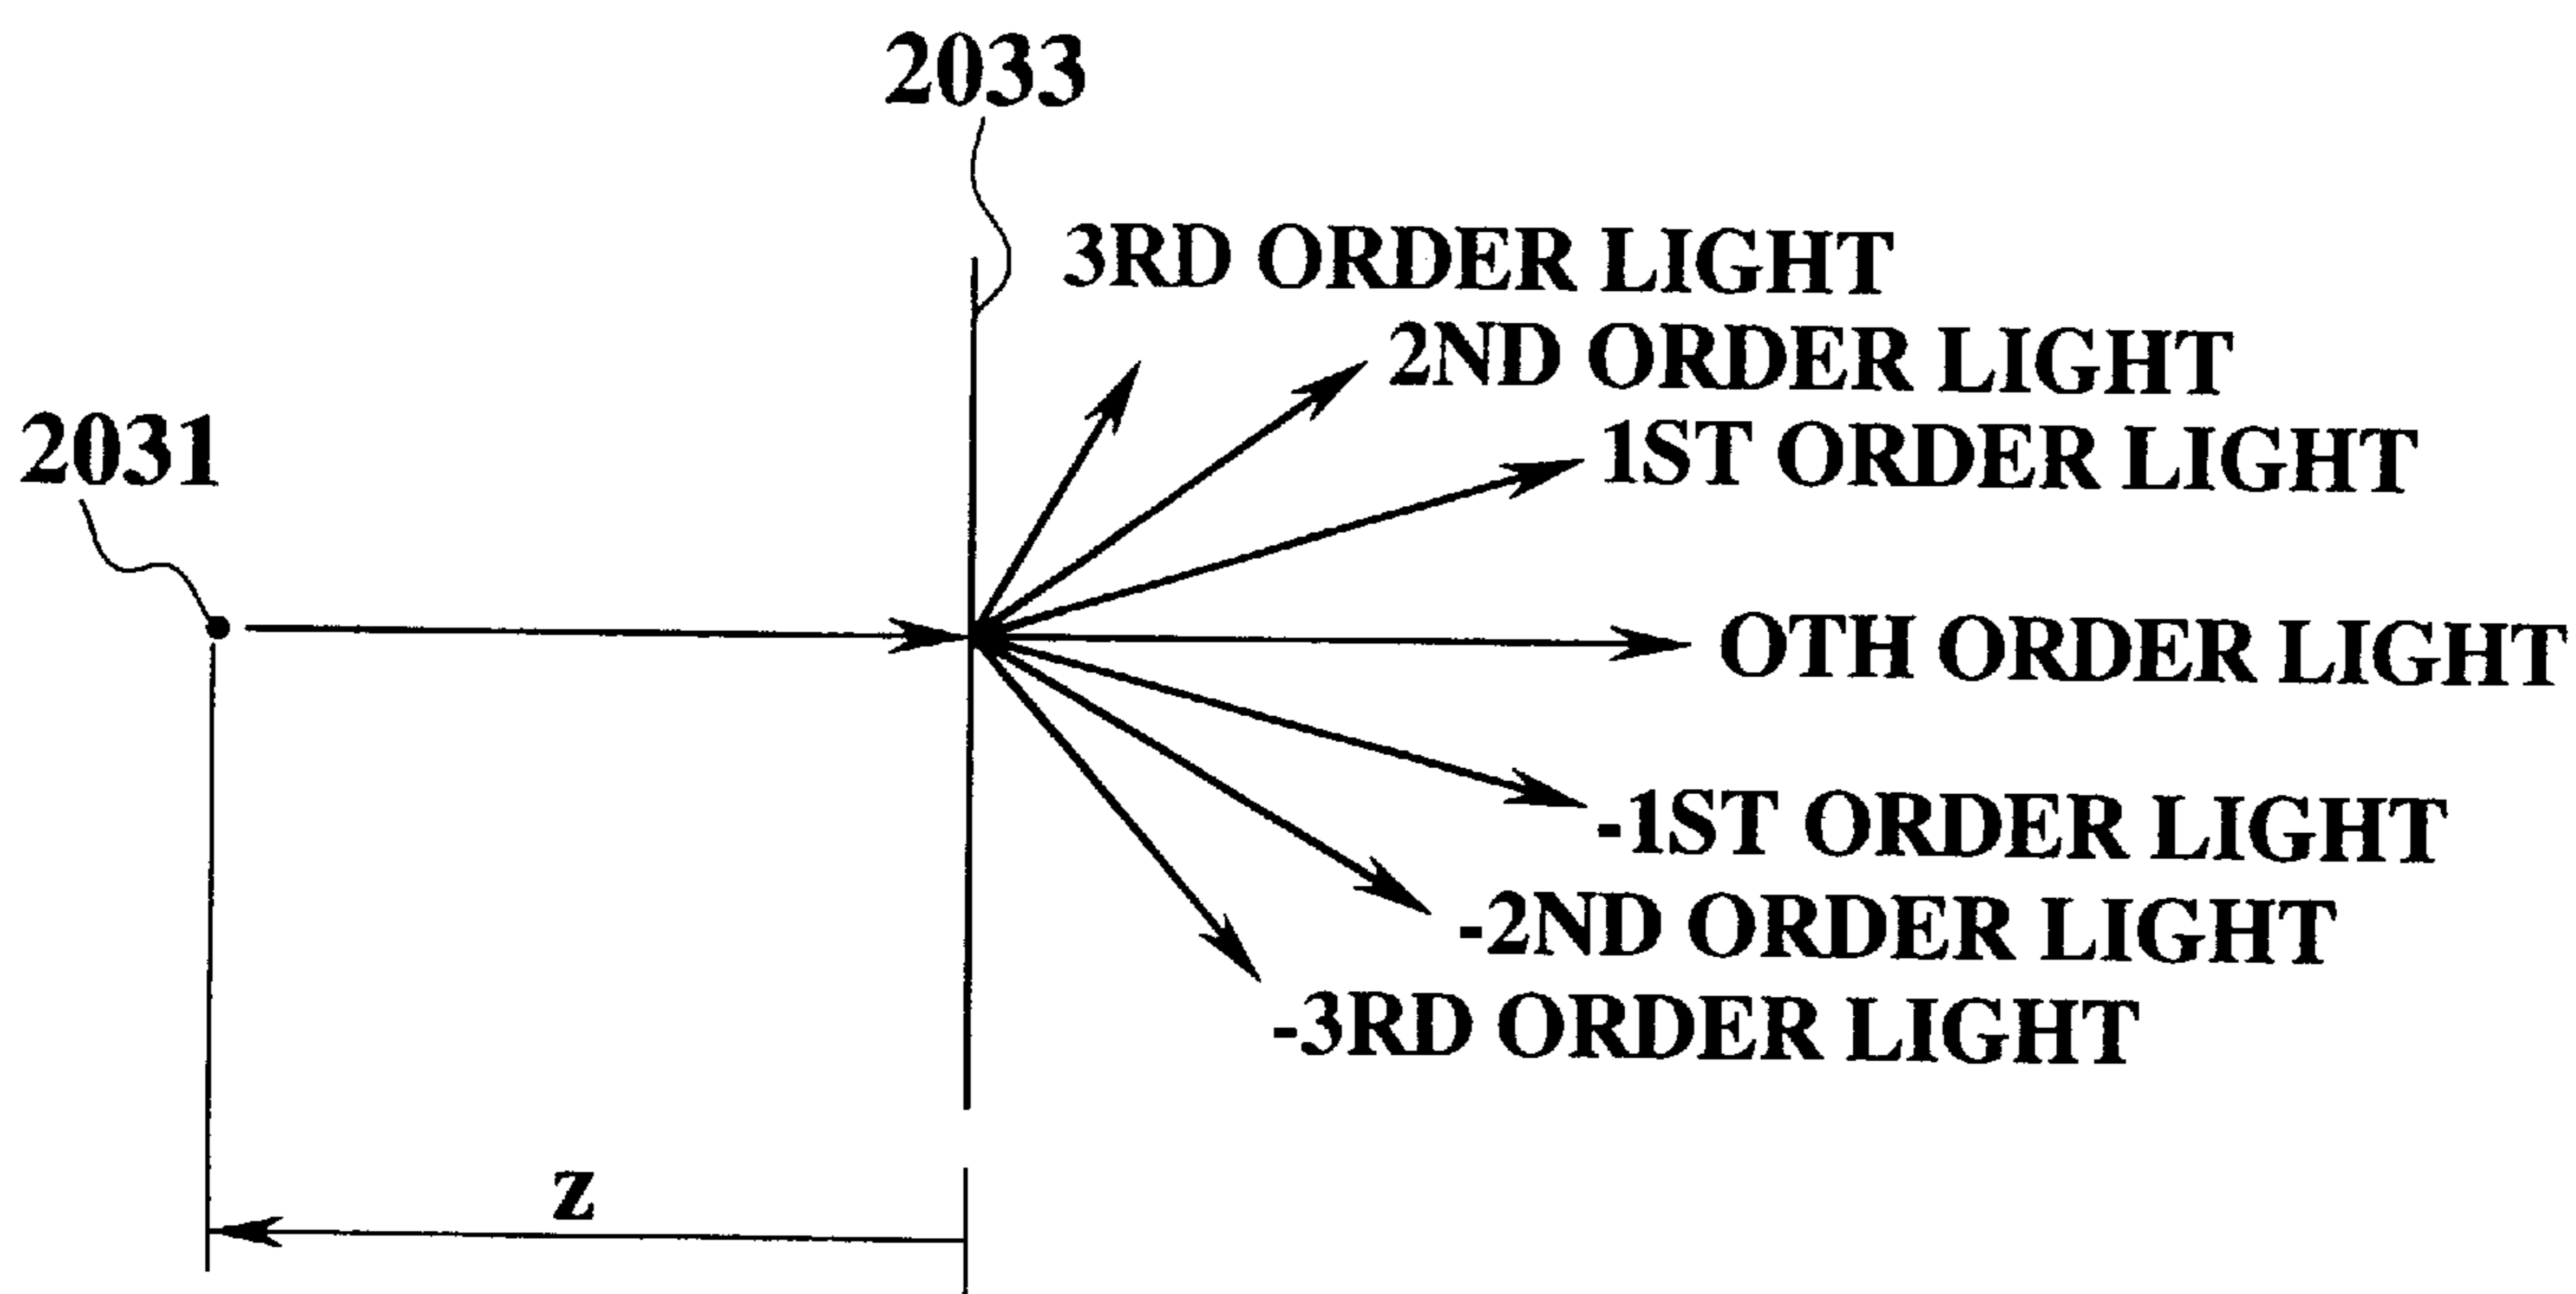 2033
3RD ORDER LIGHT
2ND ORDER LIGHT
2031
1ST ORDER LIGHT
OTH ORDER LIGHT
-1ST ORDER LIGHT
-2ND ORDER LIGHT
-3RD ORDER LIGHT
z